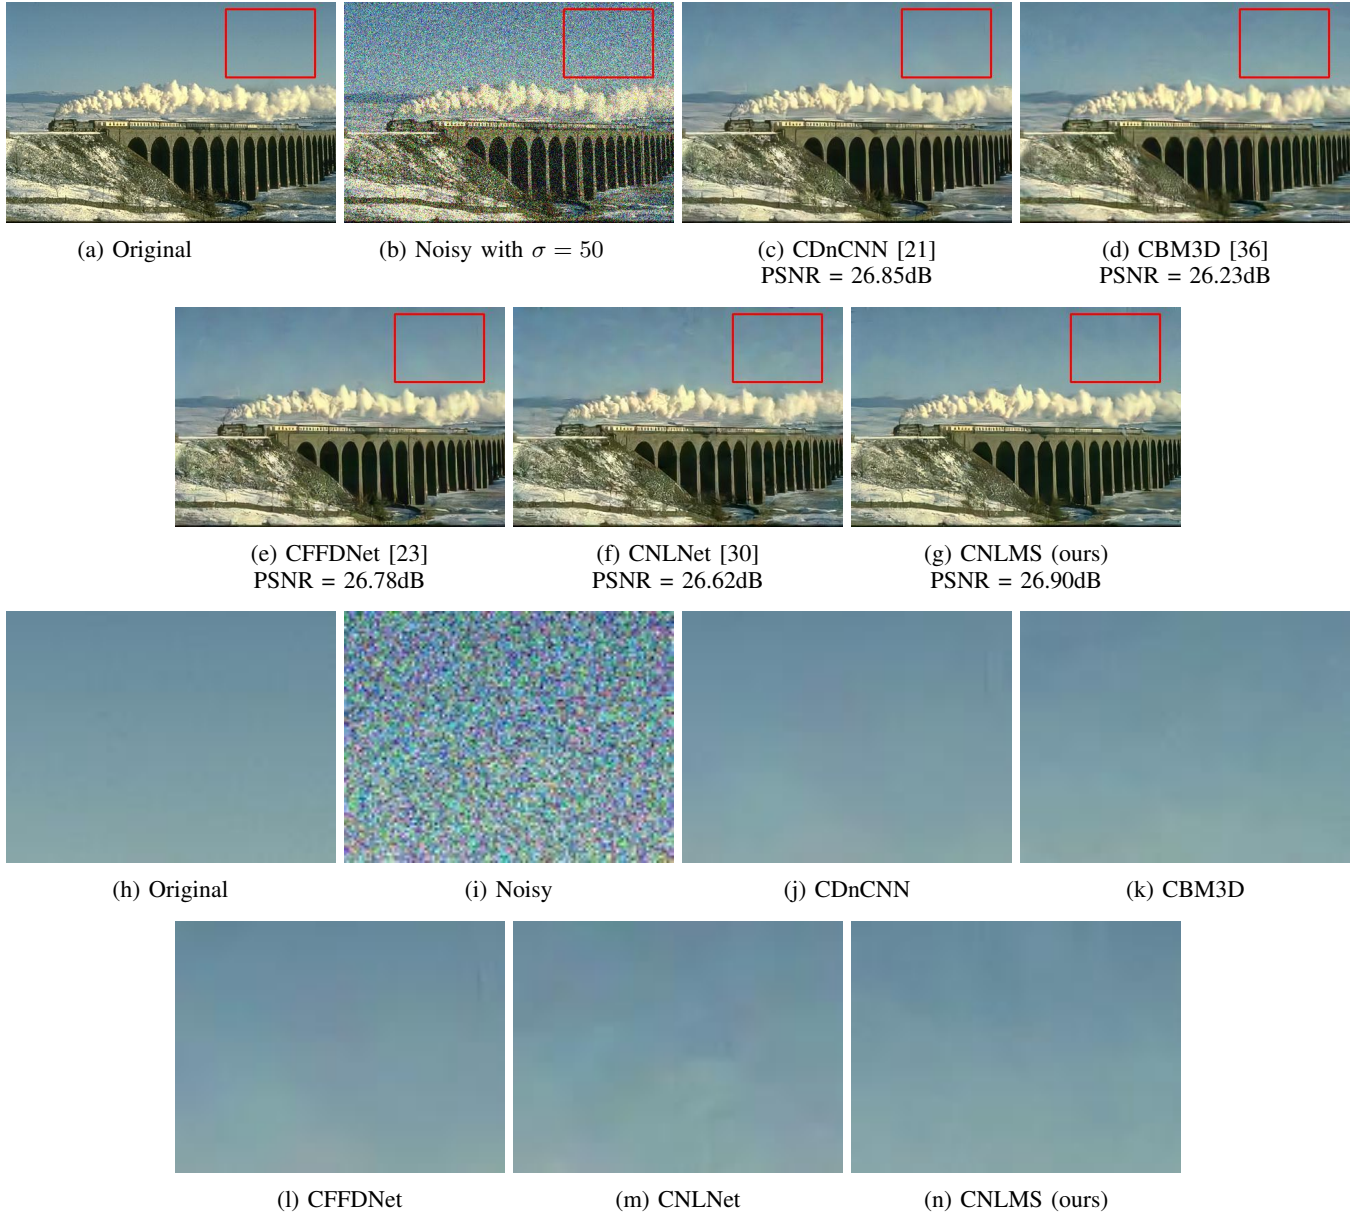 (a) Original
(b) Noisy with σ = 50
(c) CDnCNN [21]
PSNR = 26.85dB
(d) CBM3D [36]
PSNR = 26.23dB
(e) CFFDNet [23]
PSNR = 26.78dB
(f) CNLNet [30]
PSNR = 26.62dB
(g) CNLMS (ours)
PSNR = 26.90dB
(h) Original
(i) Noisy
(j) CDnCNN
(k) CBM3D
(l) CFFDNet
(m) CNLNet
(n) CNLMS (ours)